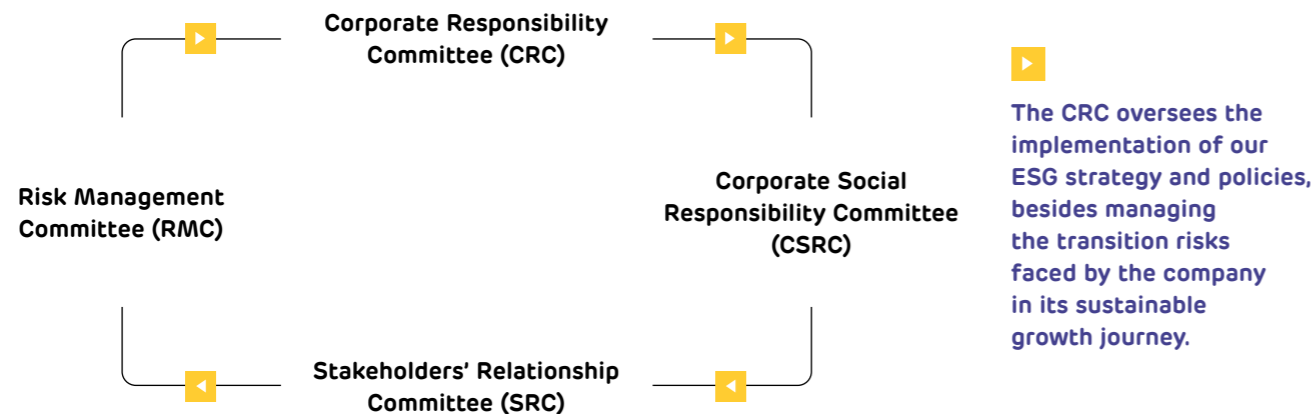 Corporate Responsibility
Committee (CRC)
Risk Management
Committee (RMC)
Corporate Social
Responsibility Committee
(CSRC)
Stakeholders’ Relationship
Committee (SRC)
The CRC oversees the
implementation of our
ESG strategy and policies,
besides managing
the transition risks
faced by the company
in its sustainable
growth journey.